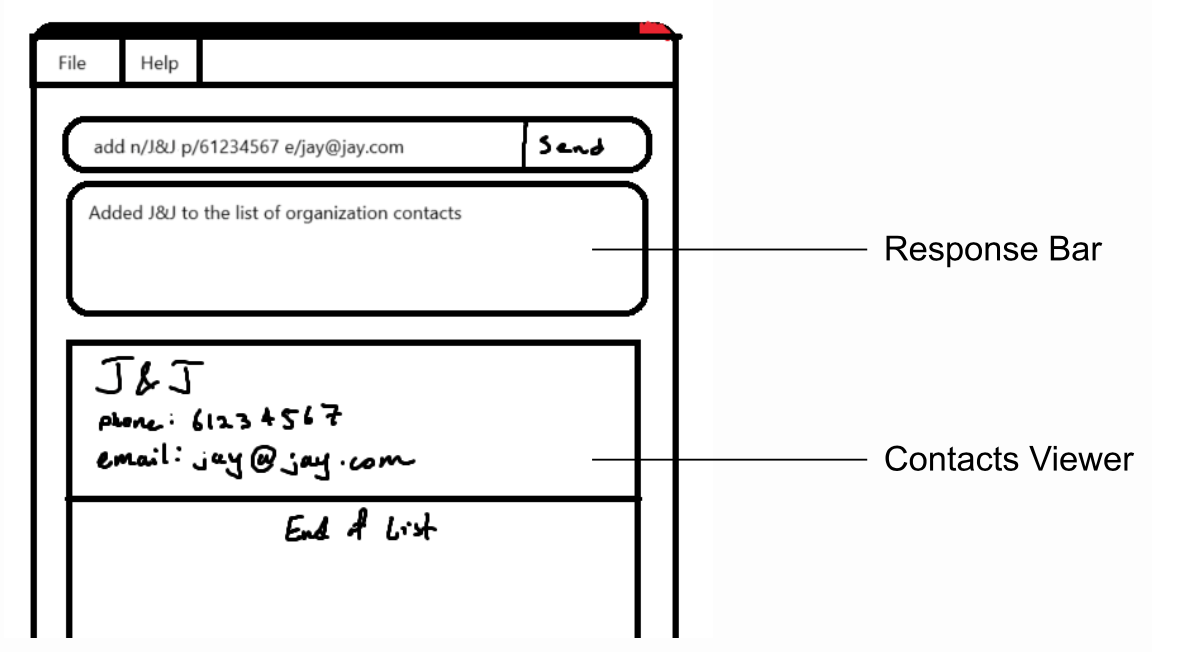 File Help
add n/J&J p/61234567 e/jay@jay.com Send
Added J&J to the list of organization contacts
Response Bar
J&J
phone: 61234567
email: jay@jay.com
Contacts Viewer
End of List